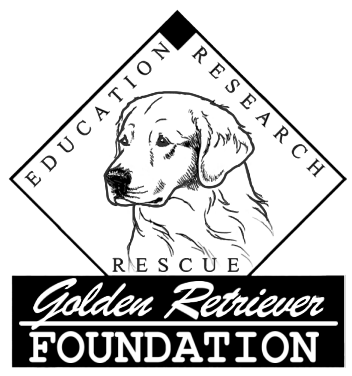 EDUCATION
RESEARCH
RESCUE
Golden Retriever
FOUNDATION